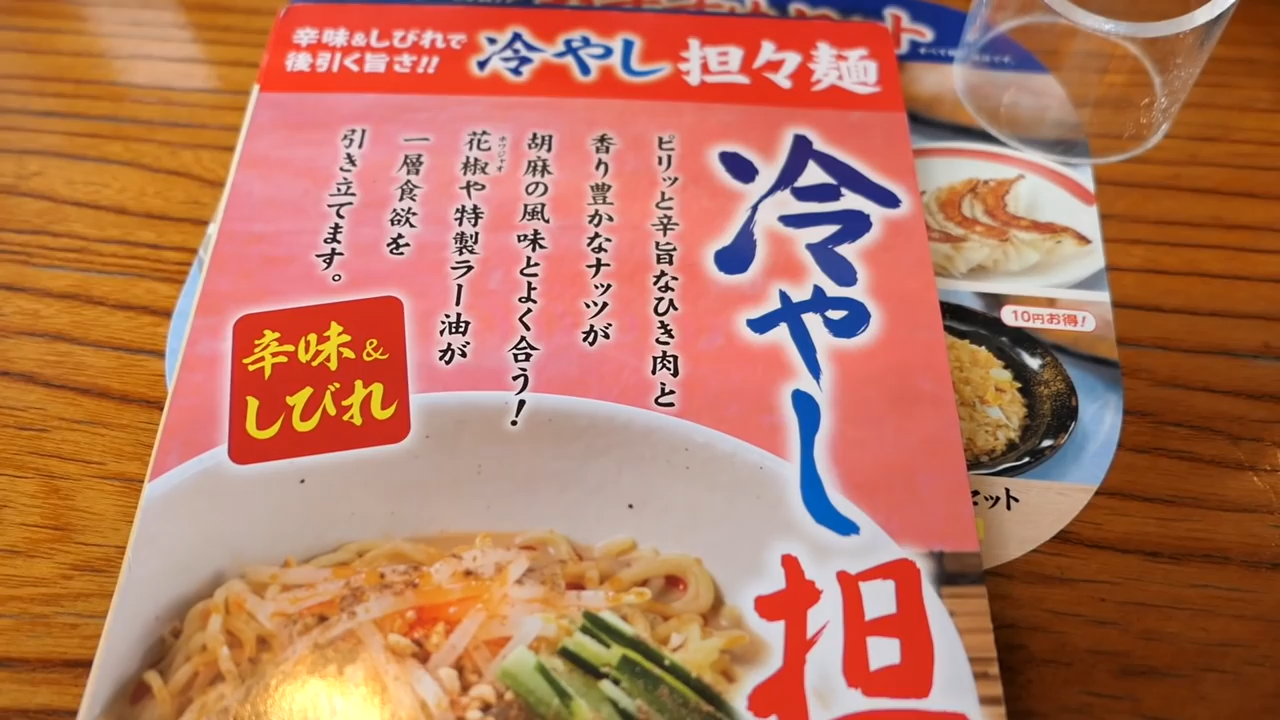 辛味&しびれで
後引く旨さ!!
冷やし担々麺
冷やし担
ピリッと辛旨なひき肉と
香り豊かなナッツが
胡麻の風味とよく合う!
花椒や特製ラー油が
ホワジャオ
一層食欲を
引き立てます。
辛味&
しびれ
10円お得!
セット